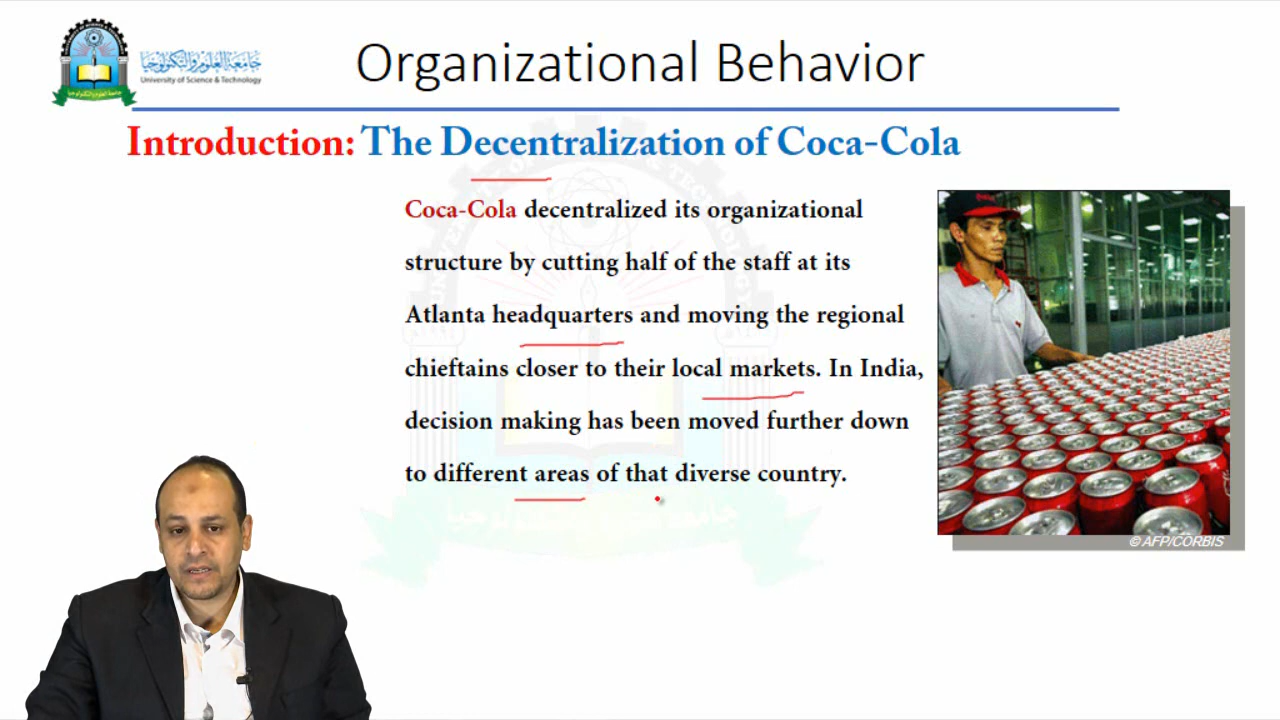 جامعة العلوم والتكنولوجيا
University of Science & Technology
Organizational Behavior
Introduction: The Decentralization of Coca-Cola
Coca-Cola decentralized its organizational
structure by cutting half of the staff at its
Atlanta headquarters and moving the regional
chieftains closer to their local markets. In India,
decision making has been moved further down
to different areas of that diverse country.
© AFP/CORBIS